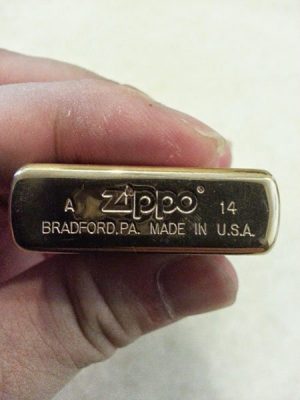 A Zippo® 14
BRADFORD,PA. MADE IN U.S.A.